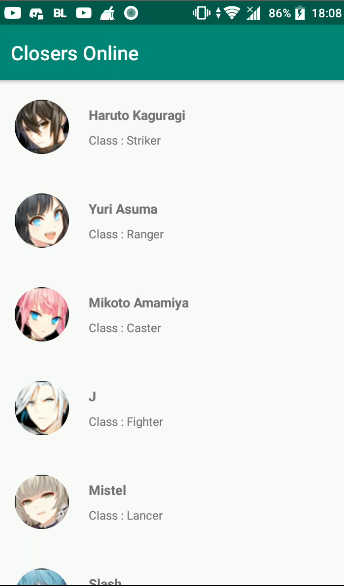 BL 86% 18:08
Closers Online
Haruto Kaguragi
Class : Striker
Yuri Asuma
Class : Ranger
Mikoto Amamiya
Class : Caster
J
Class : Fighter
Mistel
Class : Lancer
Slash